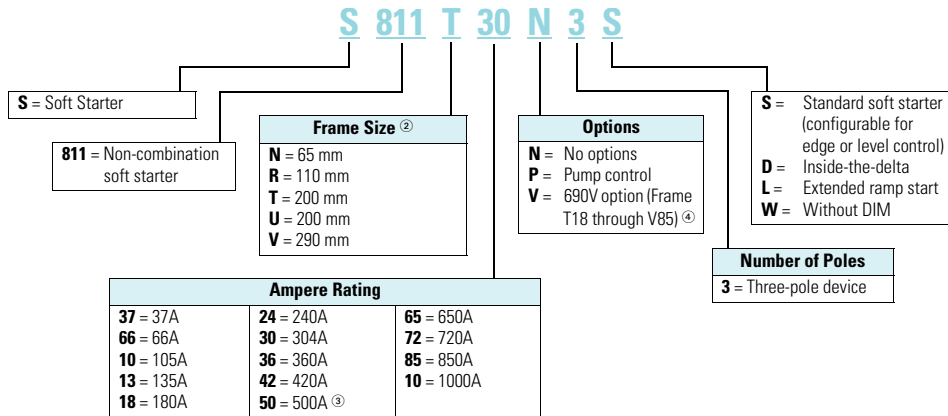 S 811 T 30 N 3 S
S = Soft Starter
811 = Non-combination
soft starter
Frame Size ②
N = 65 mm
R = 110 mm
T = 200 mm
U = 200 mm
V = 290 mm
Options
N = No options
P = Pump control
V = 690V option (Frame
T18 through V85) ④
S = Standard soft starter
(configurable for
edge or level control)
D = Inside-the-delta
L = Extended ramp start
W = Without DIM
Number of Poles
3 = Three-pole device
Ampere Rating
37 = 37A
66 = 66A
10 = 105A
13 = 135A
18 = 180A
24 = 240A
30 = 304A
36 = 360A
42 = 420A
50 = 500A ③
65 = 650A
72 = 720A
85 = 850A
10 = 1000A